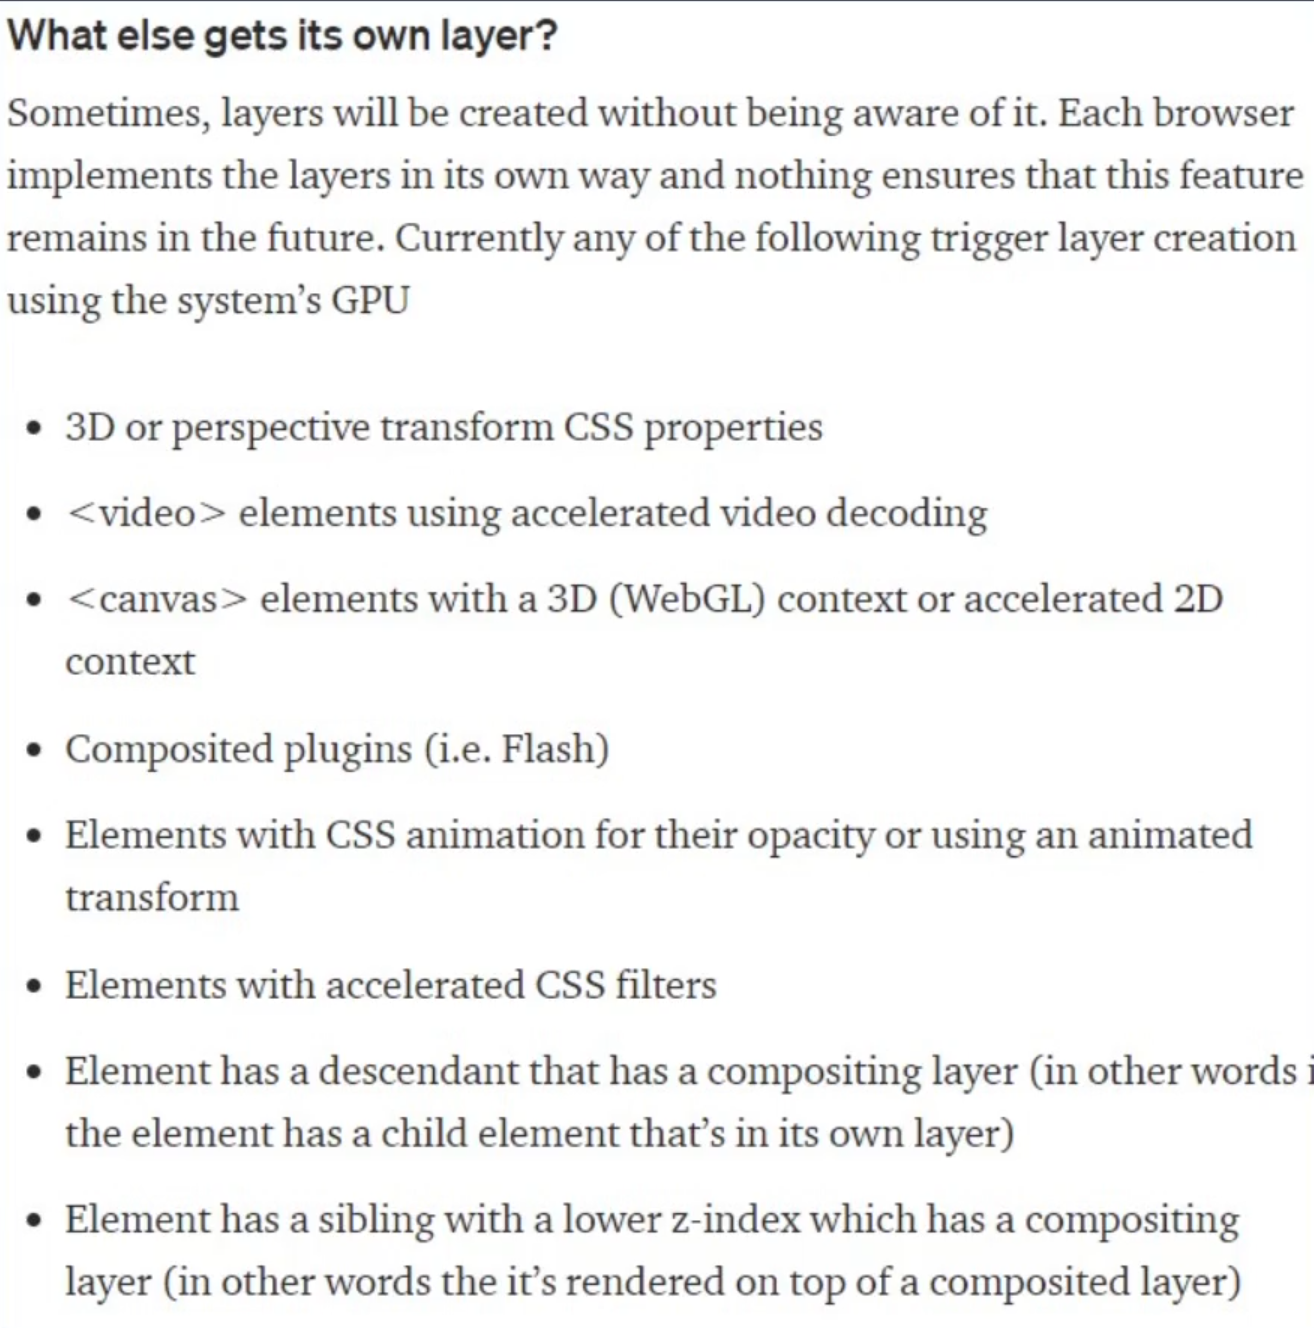 What else gets its own layer?
Sometimes, layers will be created without being aware of it. Each browser
implements the layers in its own way and nothing ensures that this feature
remains in the future. Currently any of the following trigger layer creation
using the system’s GPU
• 3D or perspective transform CSS properties
• <video> elements using accelerated video decoding
• <canvas> elements with a 3D (WebGL) context or accelerated 2D
context
• Composited plugins (i.e. Flash)
• Elements with CSS animation for their opacity or using an animated
transform
• Elements with accelerated CSS filters
• Element has a descendant that has a compositing layer (in other words
the element has a child element that’s in its own layer)
• Element has a sibling with a lower z-index which has a compositing
layer (in other words the it’s rendered on top of a composited layer)